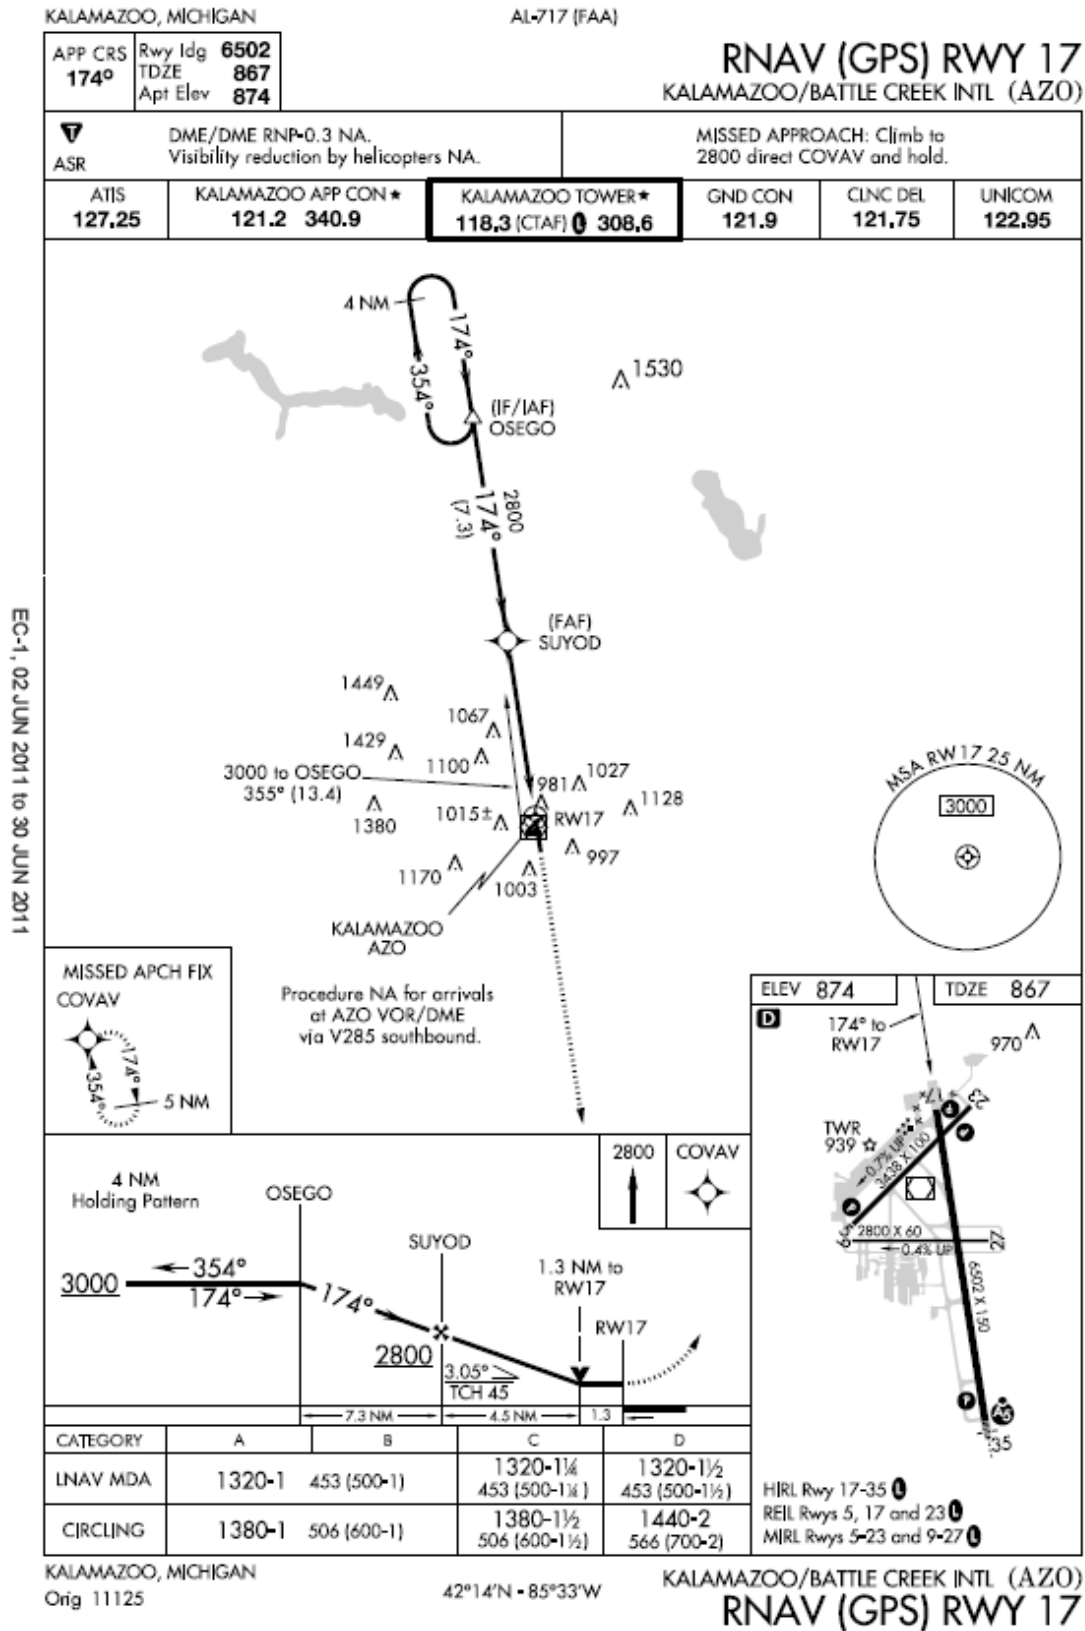 KALAMAZOO, MICHIGAN
AL-717 (FAA)
APP CRS
174°
Rwy ldg 6502
TDZE 867
Apt Elev 874
RNAV (GPS) RWY 17
KALAMAZOO/BATTLE CREEK INTL (AZO)
T
ASR
DME/DME RNP-0.3 NA.
Visibility reduction by helicopters NA.
MISSED APPROACH: Climb to
2800 direct COVAV and hold.
ATIS
127.25
KALAMAZOO APP CON★
121.2 340.9
KALAMAZOO TOWER★
118.3 (CTAF) L 308.6
GND CON
121.9
CLNC DEL
121.75
UNICOM
122.95
4 NM
174°
354°
1530
(IF/IAF)
OSEGO
2800
174°
(7.3)
(FAF)
SUYOD
1449
1067
1429
1100
3000 to OSEGO
355° (13.4)
981
1027
1380
1015±
RW17
1128
1170
1003
997
KALAMAZOO
AZO
MSA RW17 25 NM
3000
EC-1, 02 JUN 2011 to 30 JUN 2011
MISSED APCH FIX
COVAV
174°
354°
5 NM
Procedure NA for arrivals
at AZO VOR/DME
via V285 southbound.
ELEV 874
TDZE 867
D
174° to
RW17
970
17
23
TWR
939
0.7% UP
3438 X 100
5
9
2800 X 60
27
0.4% UP
6502 X 150
P
A5
35
HIRL Rwy 17-35 L
REIL Rwys 5, 17 and 23 L
MIRL Rwys 5-23 and 9-27 L
2800
COVAV
4 NM
Holding Pattern
OSEGO
SUYOD
1.3 NM to
RW17
RW17
3000
354°
174°
174°
2800
3.05°
TCH 45
7.3 NM
4.5 NM
1.3
CATEGORY A B C D
LNAV MDA
1320-1 453 (500-1)
1320-1¼
453 (500-1¼)
1320-1½
453 (500-1½)
CIRCLING
1380-1 506 (600-1)
1380-1½
506 (600-1½)
1440-2
566 (700-2)
KALAMAZOO, MICHIGAN
Orig 11125
42°14'N - 85°33'W
KALAMAZOO/BATTLE CREEK INTL (AZO)
RNAV (GPS) RWY 17